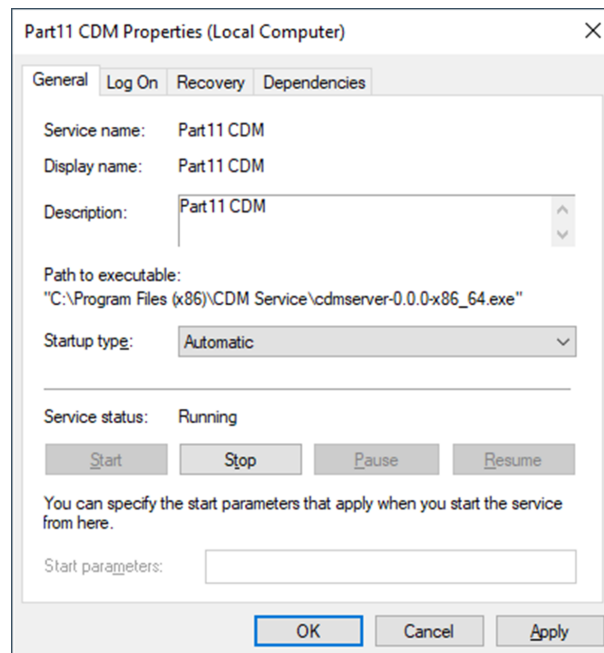 Part11 CDM Properties (Local Computer)
General Log On Recovery Dependencies
Service name: Part11 CDM
Display name: Part11 CDM
Description: Part11 CDM
Path to executable:
"C:\Program Files (x86)\CDM Service\cdmserver-0.0.0-x86_64.exe"
Startup type: Automatic
Service status: Running
Start Stop Pause Resume
You can specify the start parameters that apply when you start the service
from here.
Start parameters:
OK Cancel Apply